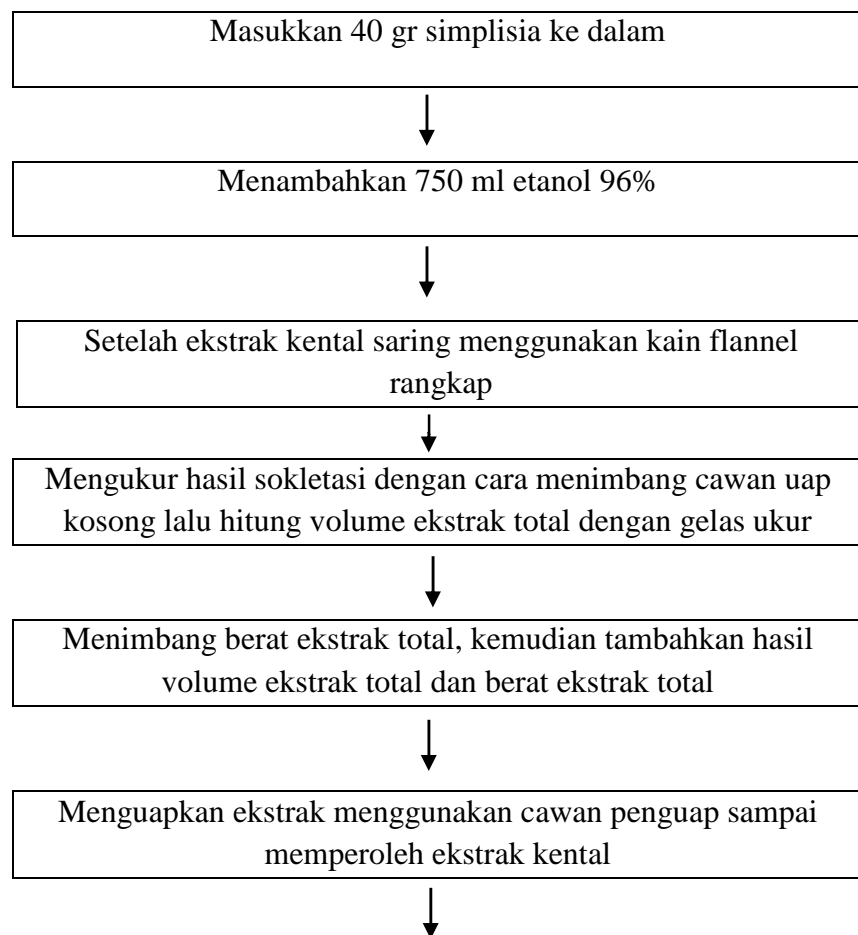 Masukkan 40 gr simplisia ke dalam
Menambahkan 750 ml etanol 96%
Setelah ekstrak kental saring menggunakan kain flannel
rangkap
Mengukur hasil sokletasi dengan cara menimbang cawan uap
kosong lalu hitung volume ekstrak total dengan gelas ukur
Menimbang berat ekstrak total, kemudian tambahkan hasil
volume ekstrak total dan berat ekstrak total
Menguapkan ekstrak menggunakan cawan penguap sampai
memperoleh ekstrak kental